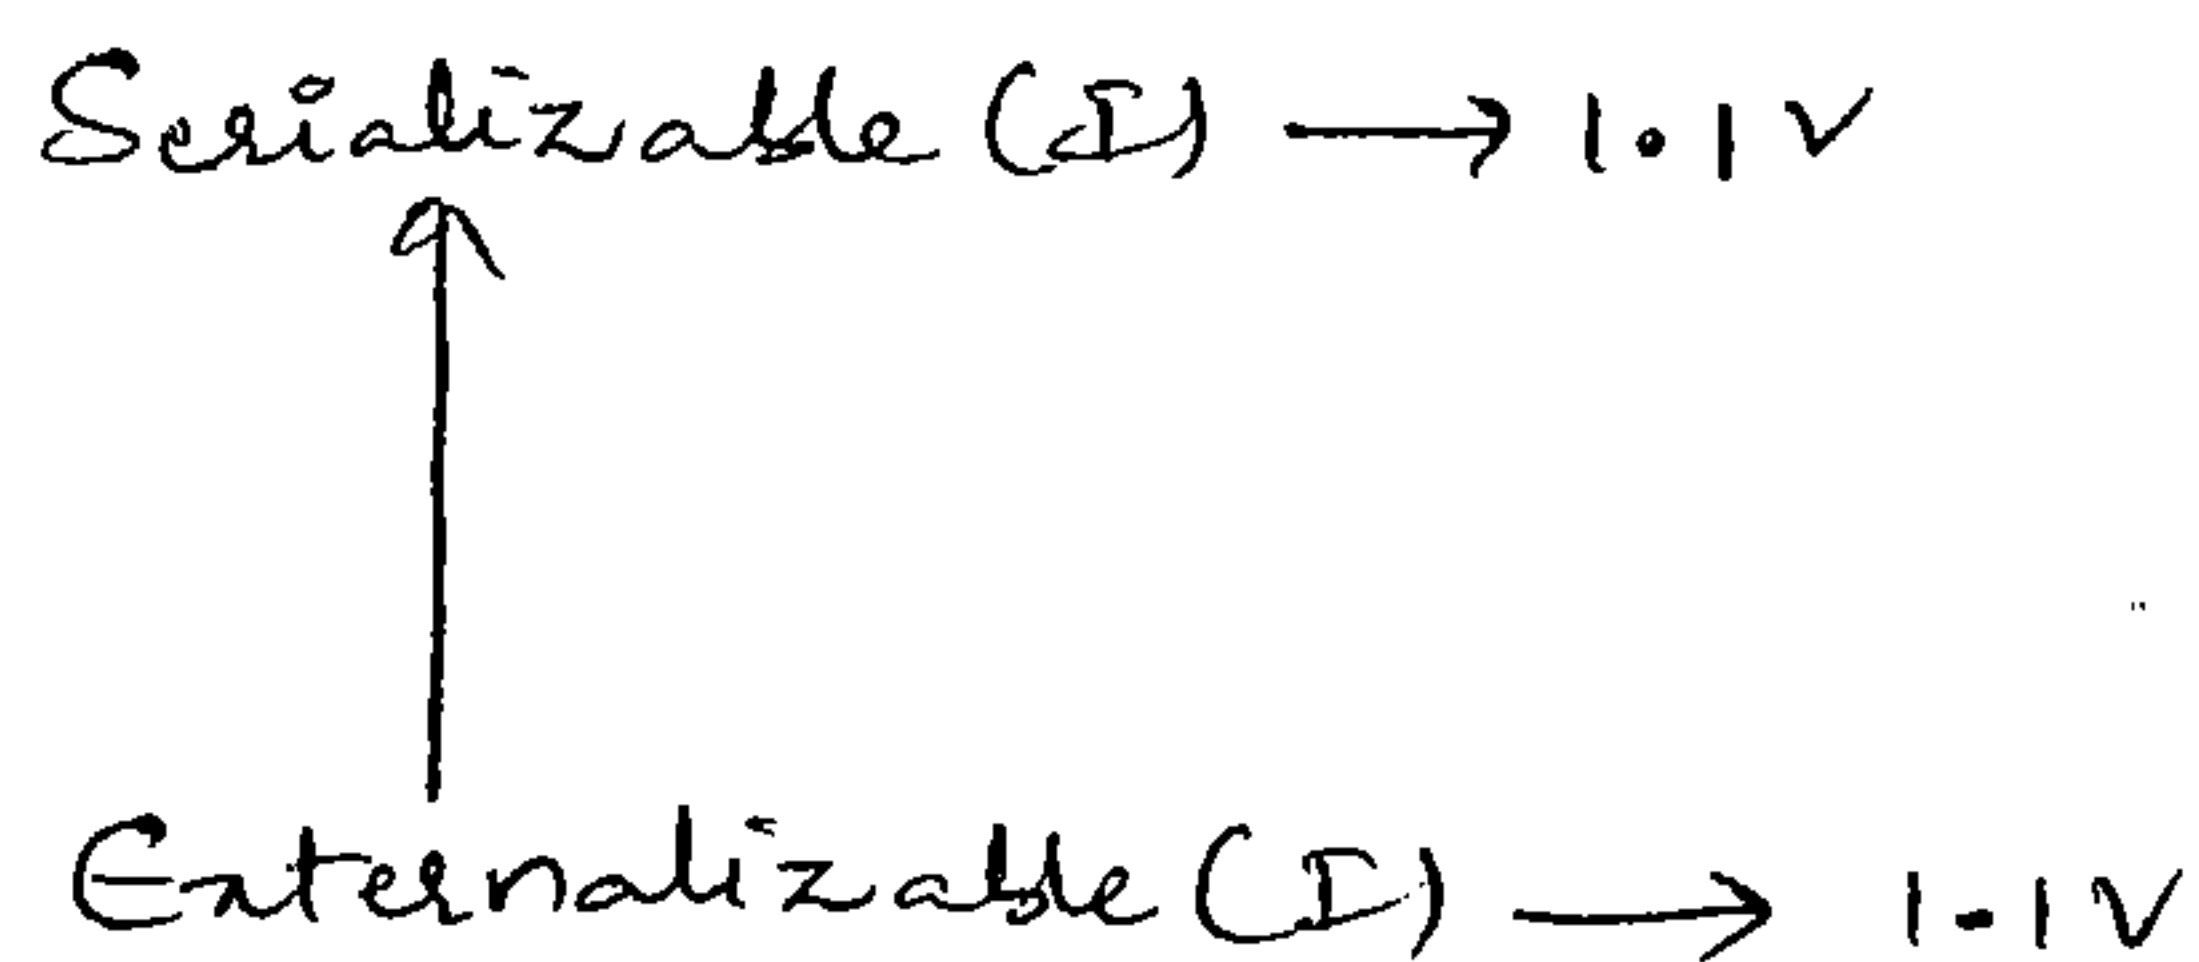 Serializable (I) → 1.1 V
Externalizable (I) → 1.1 V